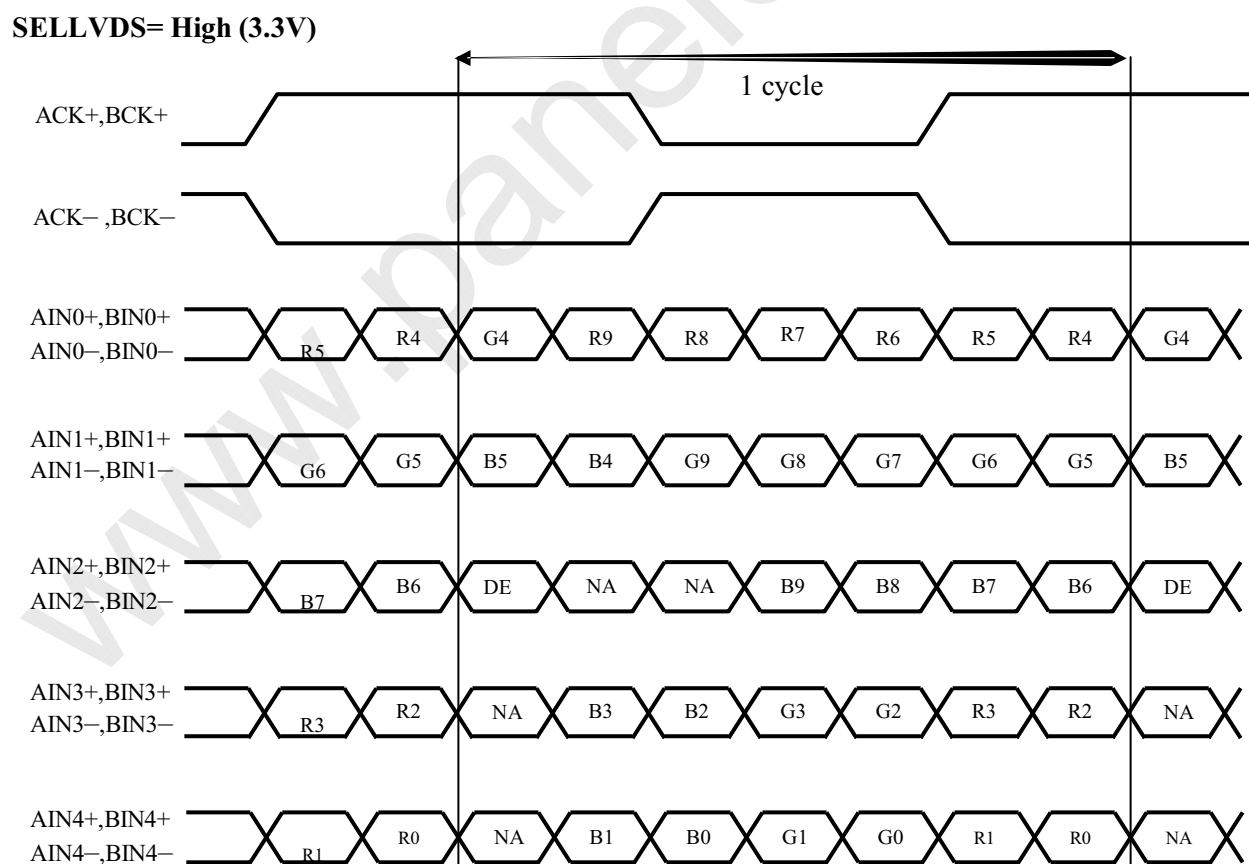 SELLVDS= High (3.3V)
1 cycle
ACK+,BCK+
ACK− ,BCK−
AIN0+,BIN0+
AIN0−,BIN0−
R5 R4 G4 R9 R8 R7 R6 R5 R4 G4
AIN1+,BIN1+
AIN1−,BIN1−
G6 G5 B5 B4 G9 G8 G7 G6 G5 B5
AIN2+,BIN2+
AIN2−,BIN2−
B7 B6 DE NA NA B9 B8 B7 B6 DE
AIN3+,BIN3+
AIN3−,BIN3−
R3 R2 NA B3 B2 G3 G2 R3 R2 NA
AIN4+,BIN4+
AIN4−,BIN4−
R1 R0 NA B1 B0 G1 G0 R1 R0 NA
www.pane